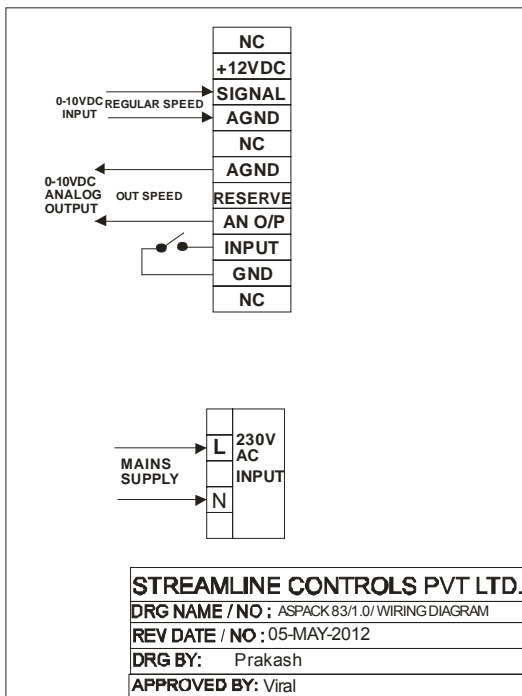 NC
+12VDC
SIGNAL
0-10VDC REGULAR SPEED
INPUT
AGND
NC
AGND
0-10VDC
ANALOG OUT SPEED
OUTPUT
RESERVE
AN O/P
INPUT
GND
NC
L
230V
AC
INPUT
MAINS
SUPPLY
N
STREAMLINE CONTROLS PVT LTD.
DRG NAME / NO : ASPACK 83/1.0/ WIRING DIAGRAM
REV DATE / NO : 05-MAY-2012
DRG BY: Prakash
APPROVED BY: Viral